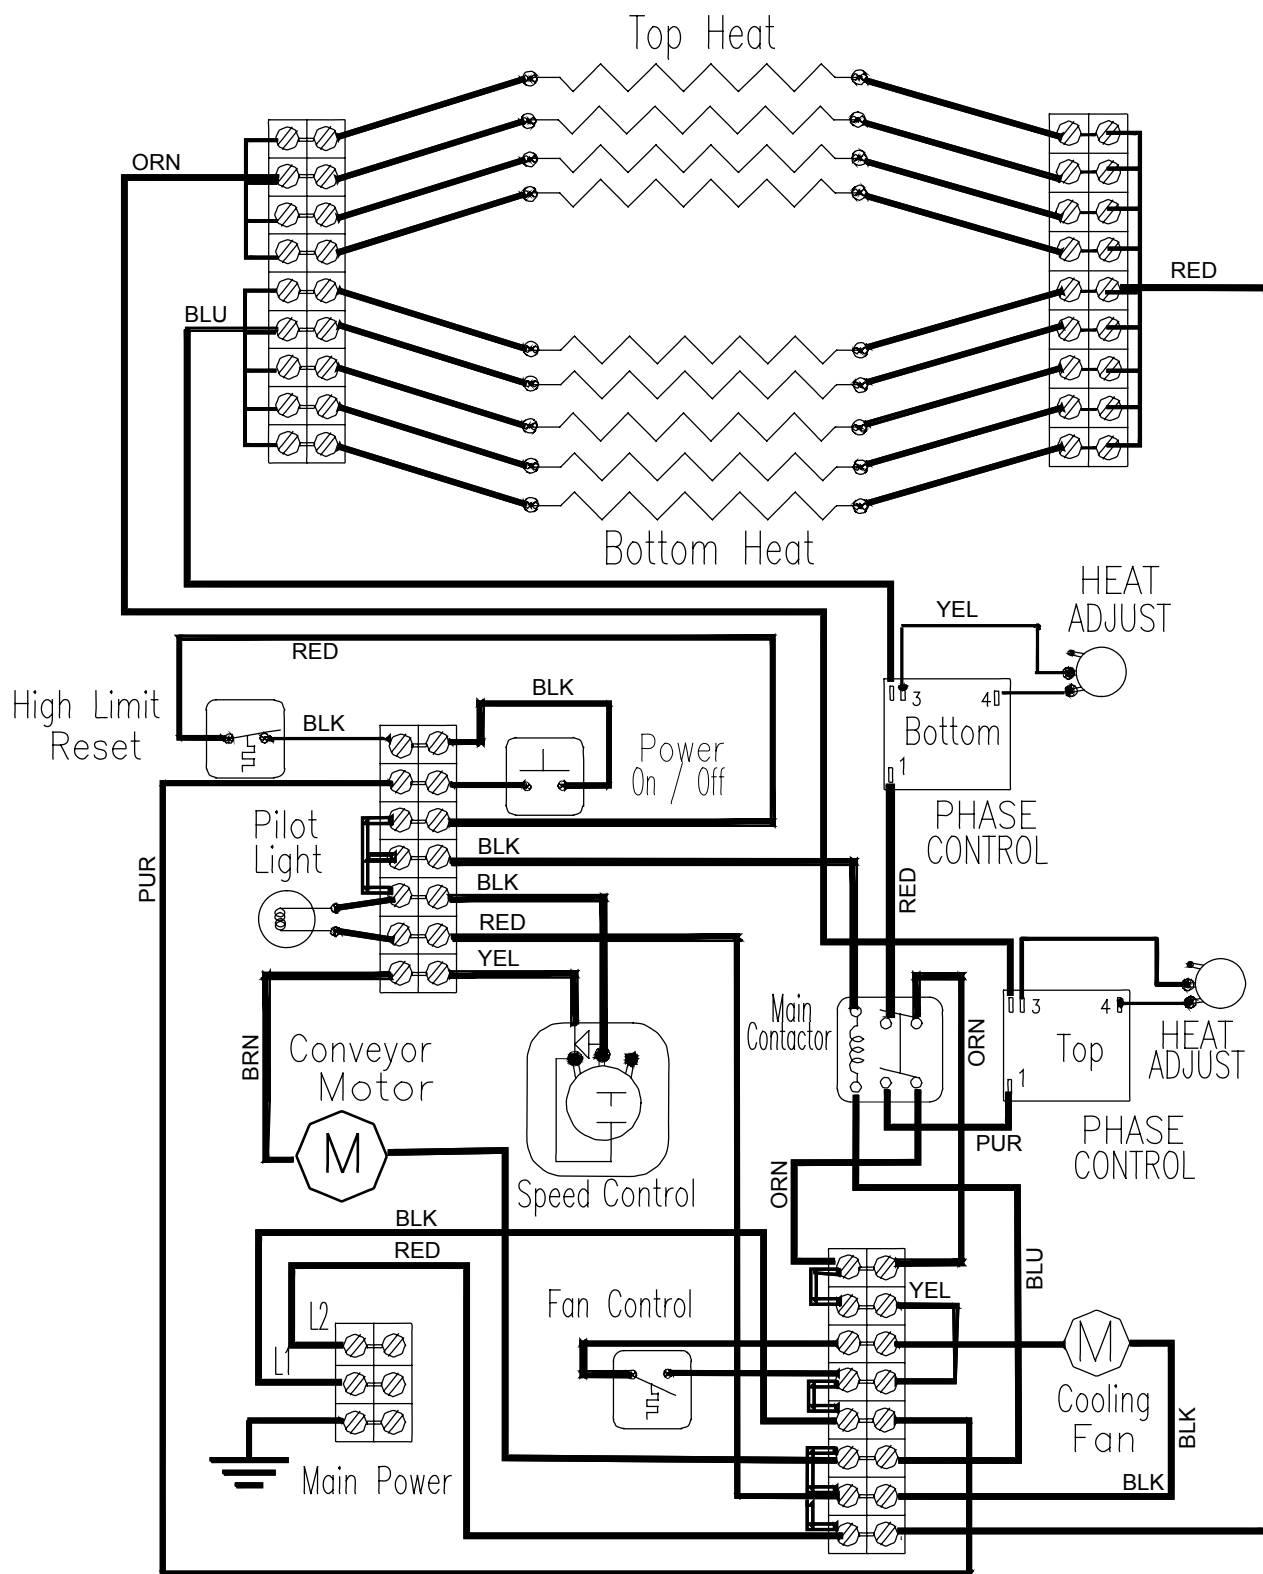 Top Heat
ORN
RED
BLU
Bottom Heat
HEAT
ADJUST
YEL
RED
High Limit
Reset
BLK
BLK
Power
On / Off
3
4
Bottom
1
PHASE
CONTROL
Pilot
Light
PUR
BLK
BLK
RED
YEL
RED
Main
Contactor
ORN
3
4
Top
1
HEAT
ADJUST
PHASE
CONTROL
PUR
BRN
Conveyor
Motor
M
Speed Control
ORN
BLK
RED
BLU
L2
L1
Fan Control
YEL
M
Cooling
Fan
BLK
BLK
Main Power